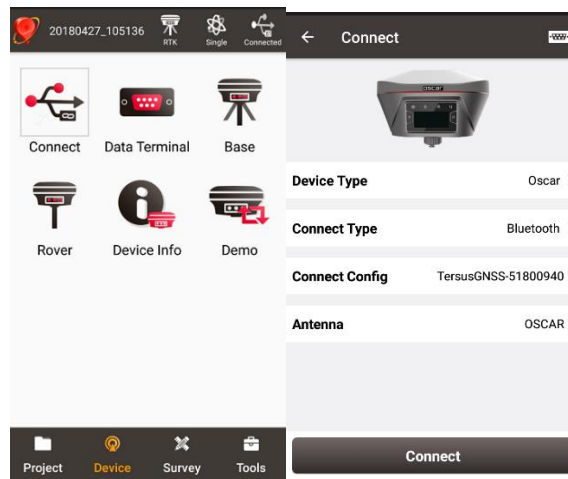 20180427_105136
RTK
Single
Connected
Connect
Data Terminal
Base
Rover
Device Info
Demo
Project
Device
Survey
Tools
Connect
oscar
Device Type
Oscar
Connect Type
Bluetooth
Connect Config
TersusGNSS-51800940
Antenna
OSCAR
Connect